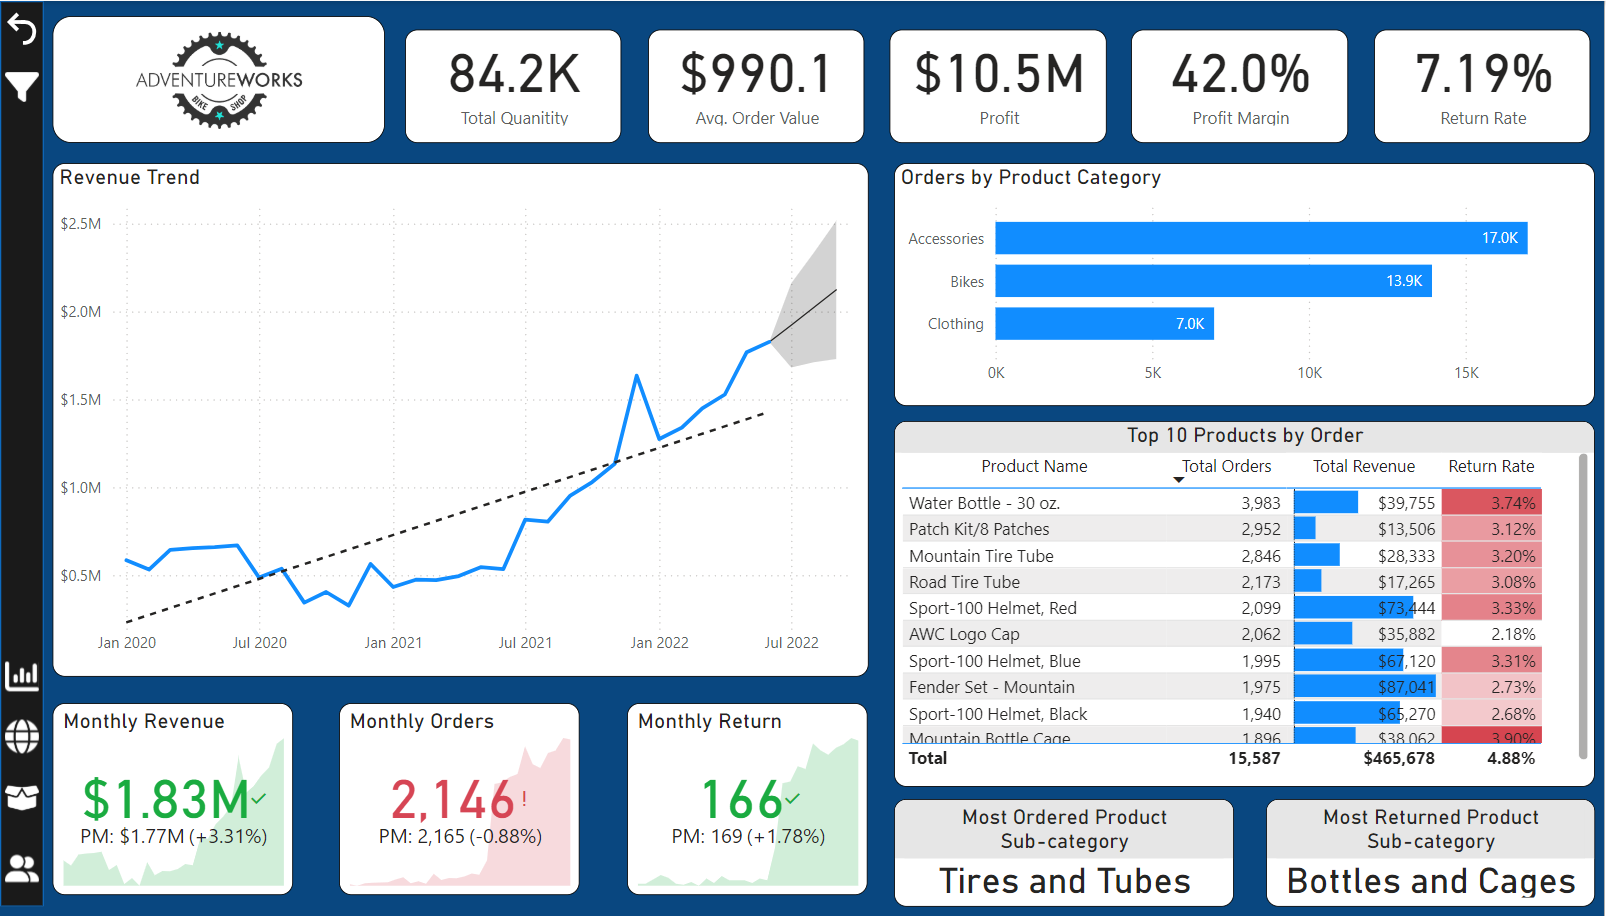 ADVENTUREWORKS
BIKE SHOP
84.2K
Total Quanitity
$990.1
Avg. Order Value
$10.5M
Profit
42.0%
Profit Margin
7.19%
Return Rate
Revenue Trend
$2.5M
$2.0M
$1.5M
$1.0M
$0.5M
Jan 2020 Jul 2020 Jan 2021 Jul 2021 Jan 2022 Jul 2022
Orders by Product Category
Accessories 17.0K
Bikes 13.9K
Clothing 7.0K
0K 5K 10K 15K
Top 10 Products by Order
Product Name Total Orders Total Revenue Return Rate
Water Bottle - 30 oz. 3,983 $39,755 3.74%
Patch Kit/8 Patches 2,952 $13,506 3.12%
Mountain Tire Tube 2,846 $28,333 3.20%
Road Tire Tube 2,173 $17,265 3.08%
Sport-100 Helmet, Red 2,099 $73,444 3.33%
AWC Logo Cap 2,062 $35,882 2.18%
Sport-100 Helmet, Blue 1,995 $67,120 3.31%
Fender Set - Mountain 1,975 $87,041 2.73%
Sport-100 Helmet, Black 1,940 $65,270 2.68%
Mountain Bottle Cage 1,896 $38,062 3.90%
Total 15,587 $465,678 4.88%
Monthly Revenue
$1.83M
PM: $1.77M (+3.31%)
Monthly Orders
2,146!
PM: 2,165 (-0.88%)
Monthly Return
166
PM: 169 (+1.78%)
Most Ordered Product
Sub-category
Tires and Tubes
Most Returned Product
Sub-category
Bottles and Cages